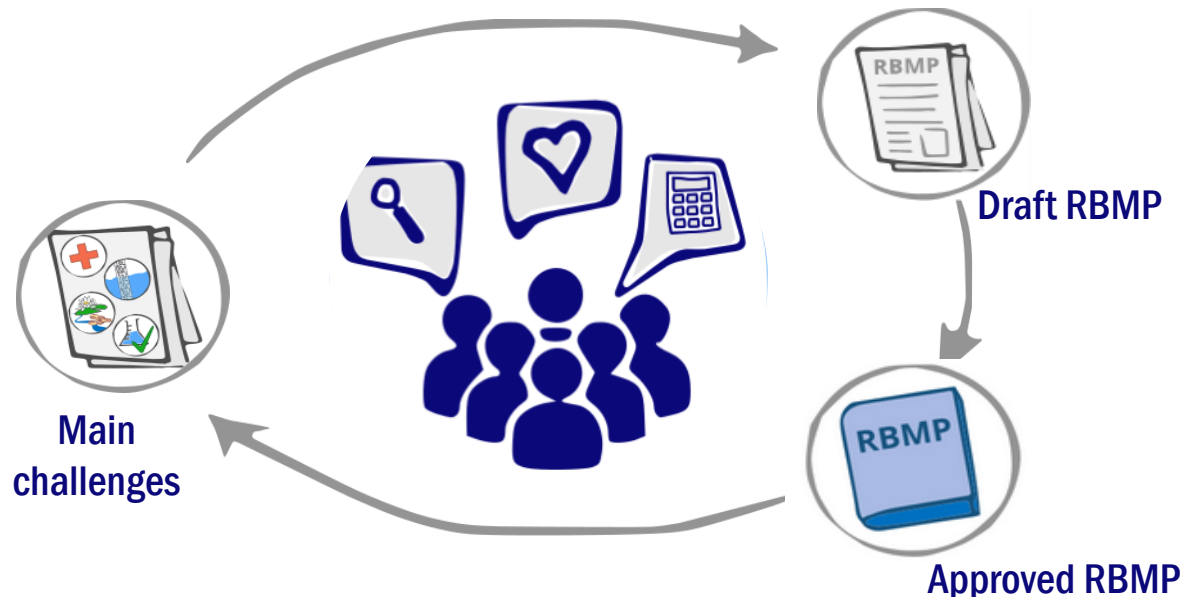 RBMP
Draft RBMP
Main
challenges
RBMP
Approved RBMP